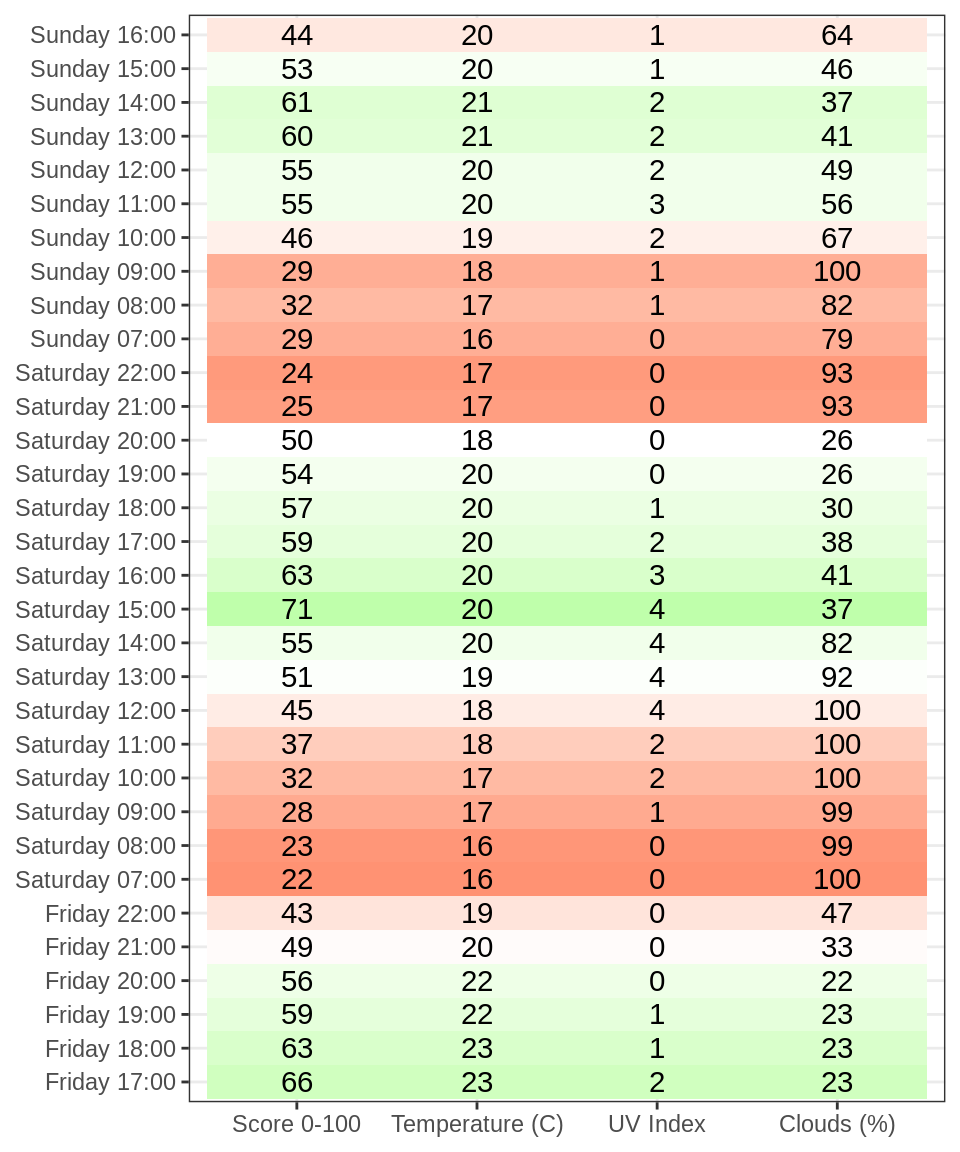 Sunday 16:00 44 20 1 64
Sunday 15:00 53 20 1 46
Sunday 14:00 61 21 2 37
Sunday 13:00 60 21 2 41
Sunday 12:00 55 20 2 49
Sunday 11:00 55 20 3 56
Sunday 10:00 46 19 2 67
Sunday 09:00 29 18 1 100
Sunday 08:00 32 17 1 82
Sunday 07:00 29 16 0 79
Saturday 22:00 24 17 0 93
Saturday 21:00 25 17 0 93
Saturday 20:00 50 18 0 26
Saturday 19:00 54 20 0 26
Saturday 18:00 57 20 1 30
Saturday 17:00 59 20 2 38
Saturday 16:00 63 20 3 41
Saturday 15:00 71 20 4 37
Saturday 14:00 55 20 4 82
Saturday 13:00 51 19 4 92
Saturday 12:00 45 18 4 100
Saturday 11:00 37 18 2 100
Saturday 10:00 32 17 2 100
Saturday 09:00 28 17 1 99
Saturday 08:00 23 16 0 99
Saturday 07:00 22 16 0 100
Friday 22:00 43 19 0 47
Friday 21:00 49 20 0 33
Friday 20:00 56 22 0 22
Friday 19:00 59 22 1 23
Friday 18:00 63 23 1 23
Friday 17:00 66 23 2 23
Score 0-100 Temperature (C) UV Index Clouds (%)